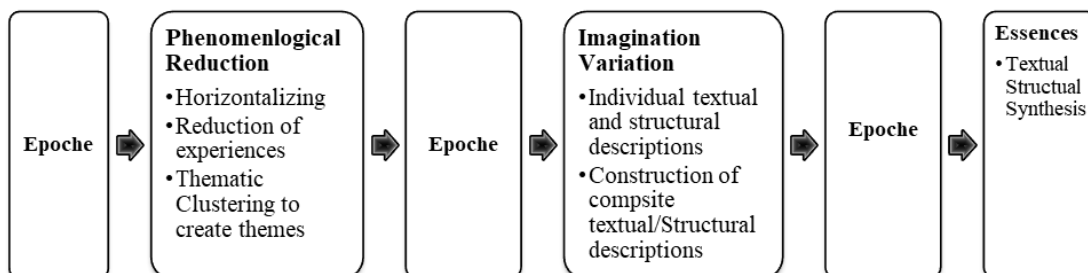 Epoche
Phenomenlogical
Reduction
•Horizontalizing
•Reduction of
experiences
•Thematic
Clustering to
create themes
Epoche
Imagination
Variation
•Individual textual
and structural
descriptions
•Construction of
compsite
textual/Structural
descriptions
Epoche
Essences
•Textual
Structual
Synthesis